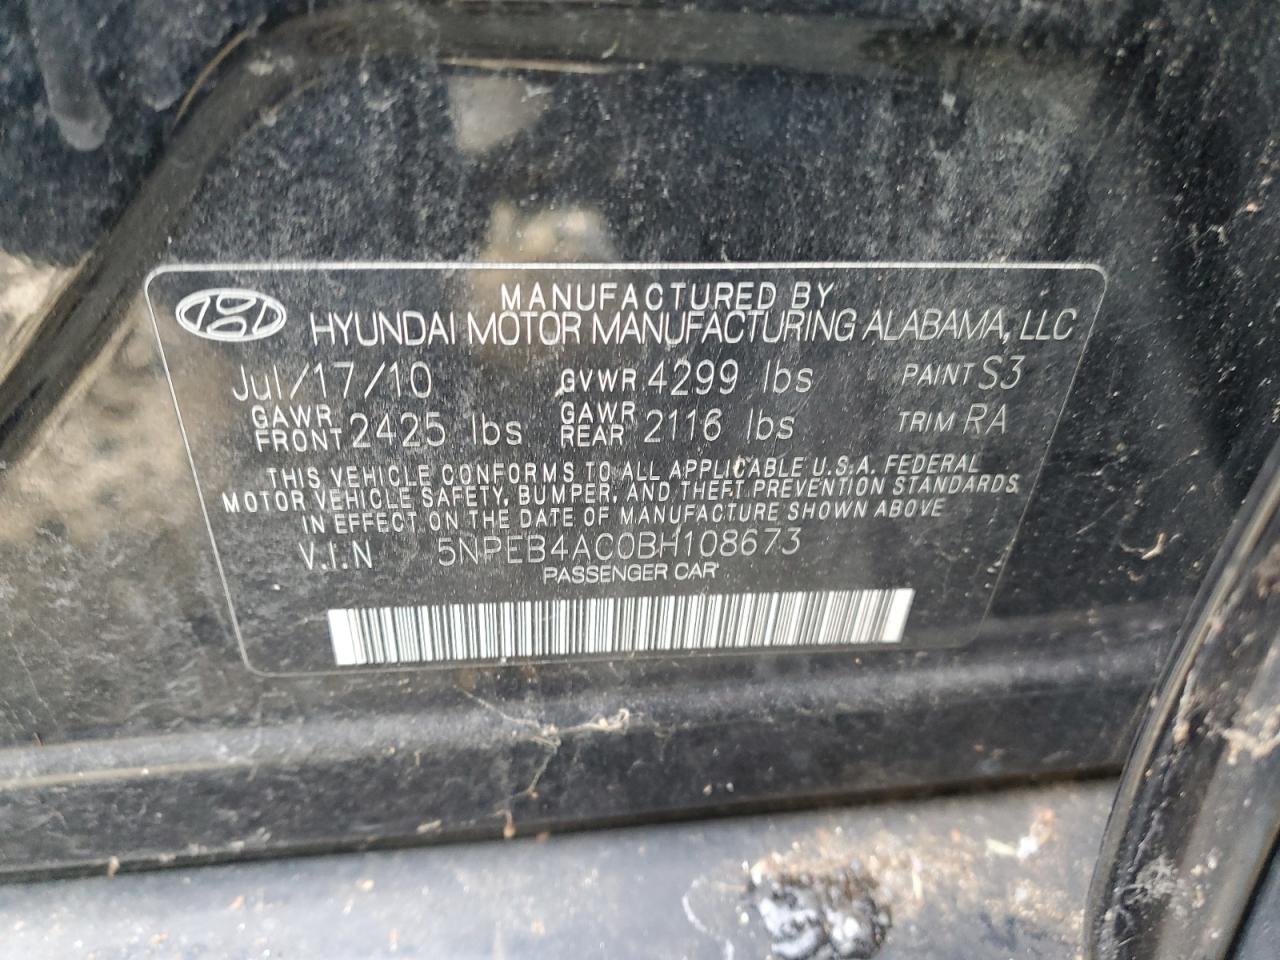 MANUFACTURED BY
HYUNDAI MOTOR MANUFACTURING ALABAMA, LLC
Jul/17/10 GVWR 4299 lbs PAINT S3
GAWR FRONT 2425 lbs GAWR REAR 2116 lbs TRIM RA
THIS VEHICLE CONFORMS TO ALL APPLICABLE U.S.A. FEDERAL
MOTOR VEHICLE SAFETY, BUMPER, AND THEFT PREVENTION STANDARDS
IN EFFECT ON THE DATE OF MANUFACTURE SHOWN ABOVE
V.I.N 5NPEB4AC0BH108673
PASSENGER CAR